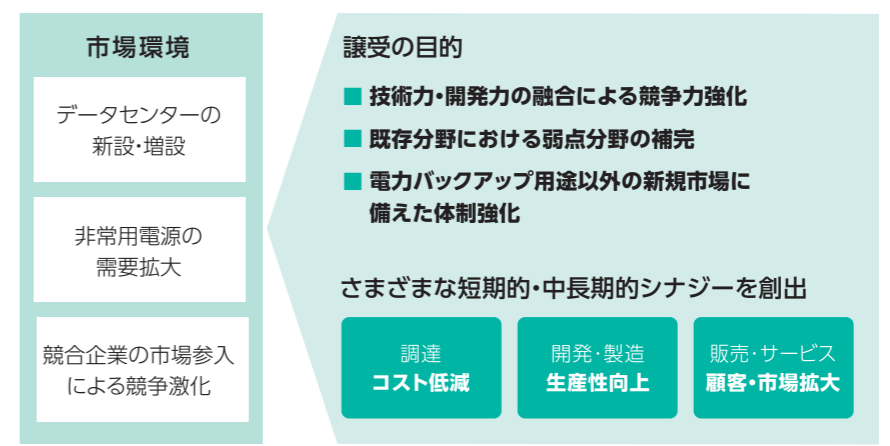 市場環境
データセンターの
新設・増設
非常用電源の
需要拡大
競合企業の市場参入
による競争激化
譲受の目的
■ 技術力・開発力の融合による競争力強化
■ 既存分野における弱点分野の補完
■ 電力バックアップ用途以外の新規市場に
備えた体制強化
さまざまな短期的・中長期的シナジーを創出
調達
コスト低減
開発・製造
生産性向上
販売・サービス
顧客・市場拡大